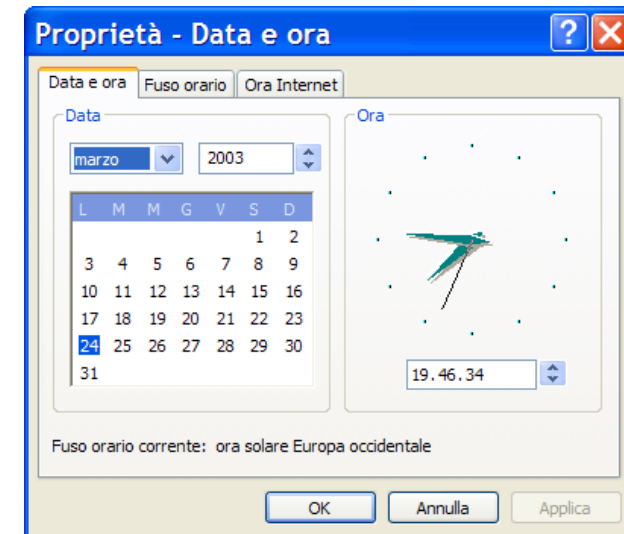 Proprietà - Data e ora
Data e ora Fuso orario Ora Internet
Data
marzo 2003
L M M G V S D
1 2
3 4 5 6 7 8 9
10 11 12 13 14 15 16
17 18 19 20 21 22 23
24 25 26 27 28 29 30
31
Ora
19.46.34
Fuso orario corrente: ora solare Europa occidentale
OK Annulla Applica